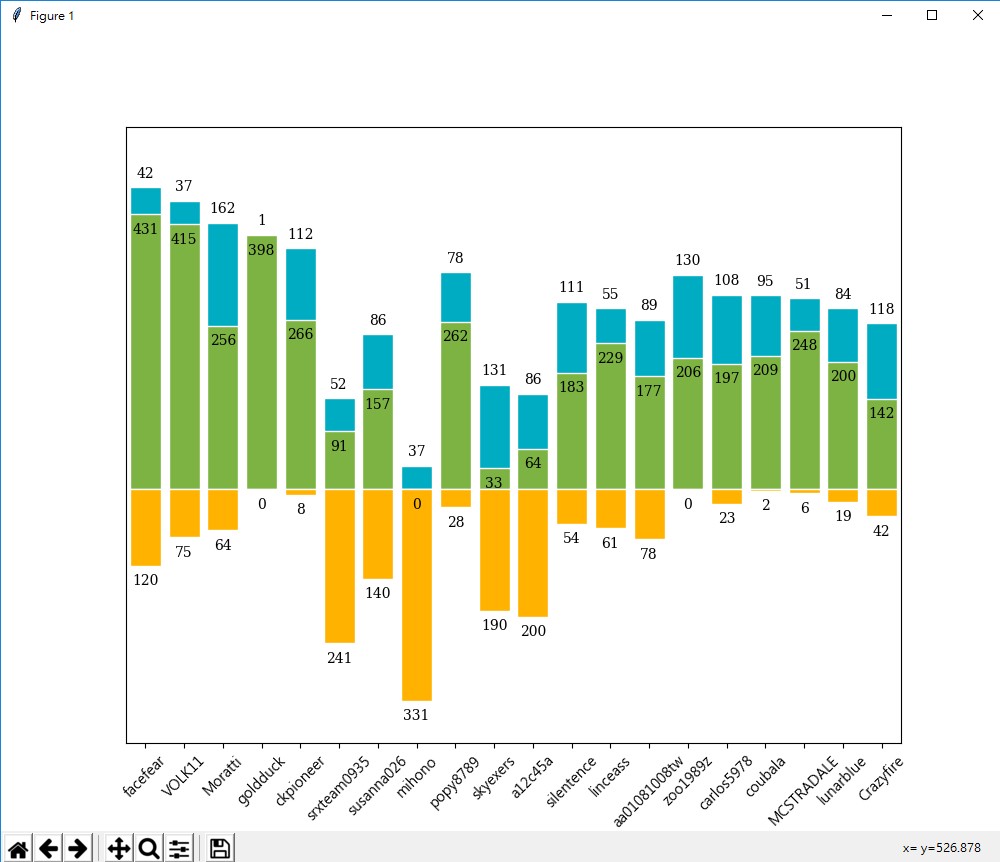 Figure 1
42
37
162
1
112
52
86
37
78
131
86
111
55
89
130
108
95
51
84
118
431
415
256
398
266
91
157
0
262
33
64
183
229
177
206
197
209
248
200
142
120
75
64
0
8
241
140
331
28
190
200
54
61
78
0
23
2
6
19
42
facefear
VOLK11
Moratti
goldduck
ckpioneer
srxteam0935
susanna026
mihono
popy8789
skyexers
a12c45a
silentence
linceass
aa01081008tw
zoo1989z
carlos5978
coubala
MCSTRADALE
lunarblue
Crazyfire
x= y=526.878